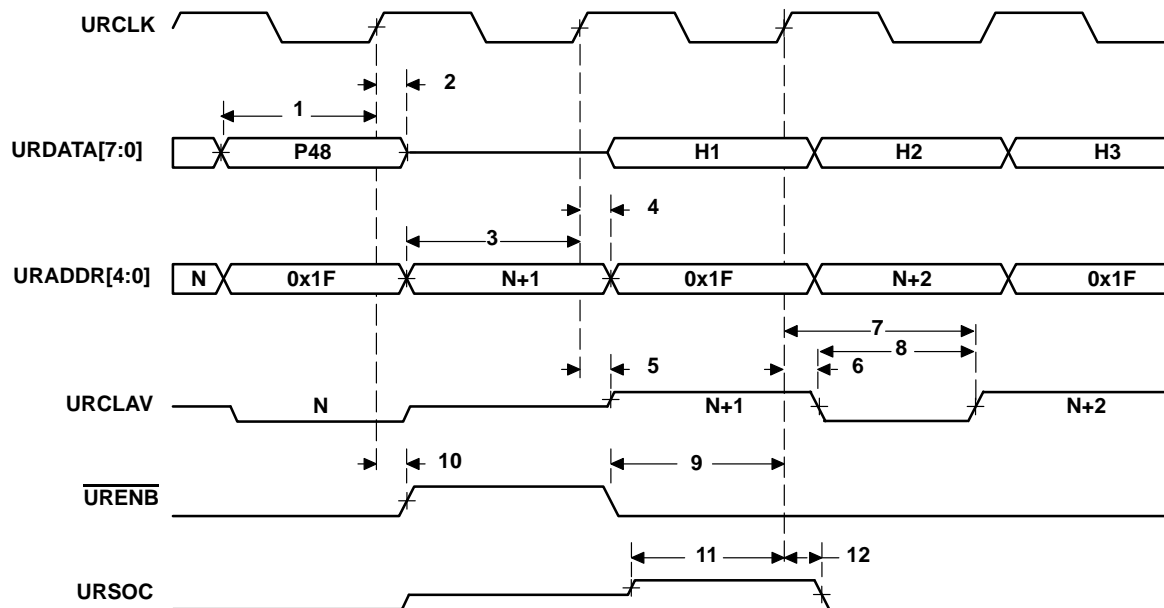 URCLK
2
1
URDATA[7:0] P48 H1 H2 H3
4
3
URADDR[4:0] N 0x1F N+1 0x1F N+2 0x1F
7
8
5 6
URCLAV N N+1 N+2
10 9
URENB
11 12
URSOC